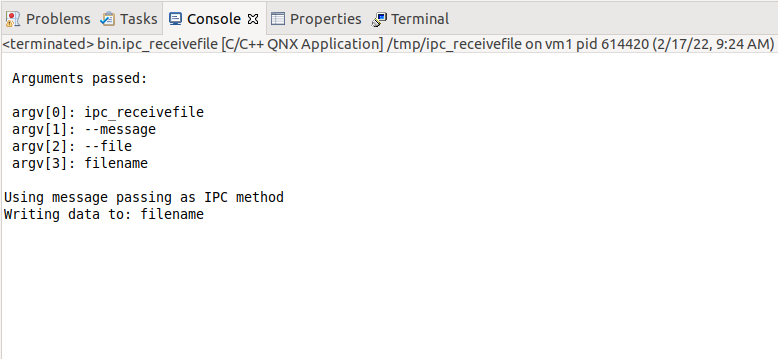 Problems Tasks Console Properties Terminal
<terminated> bin.ipc_receivefile [C/C++ QNX Application] /tmp/ipc_receivefile on vm1 pid 614420 (2/17/22, 9:24 AM)
Arguments passed:
argv[0]: ipc_receivefile
argv[1]: --message
argv[2]: --file
argv[3]: filename
Using message passing as IPC method
Writing data to: filename